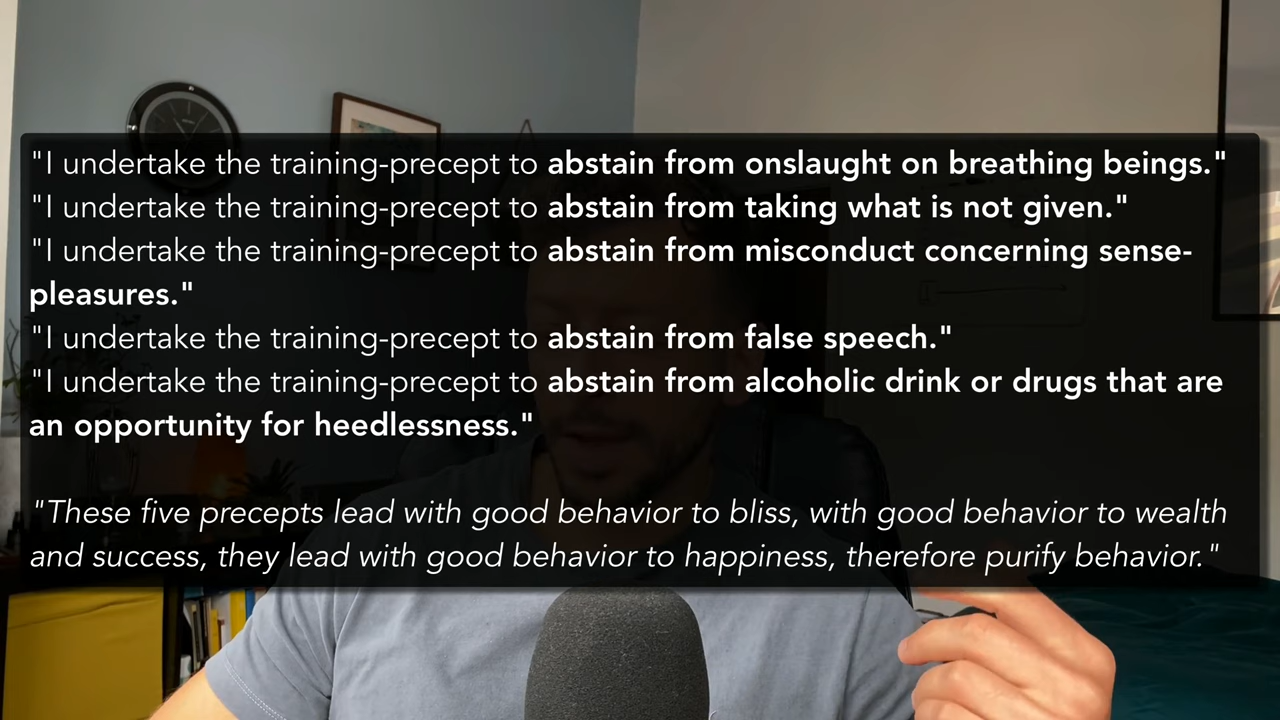 "I undertake the training-precept to abstain from onslaught on breathing beings."
"I undertake the training-precept to abstain from taking what is not given."
"I undertake the training-precept to abstain from misconduct concerning sense-
pleasures."
"I undertake the training-precept to abstain from false speech."
"I undertake the training-precept to abstain from alcoholic drink or drugs that are
an opportunity for heedlessness."
"These five precepts lead with good behavior to bliss, with good behavior to wealth
and success, they lead with good behavior to happiness, therefore purify behavior."